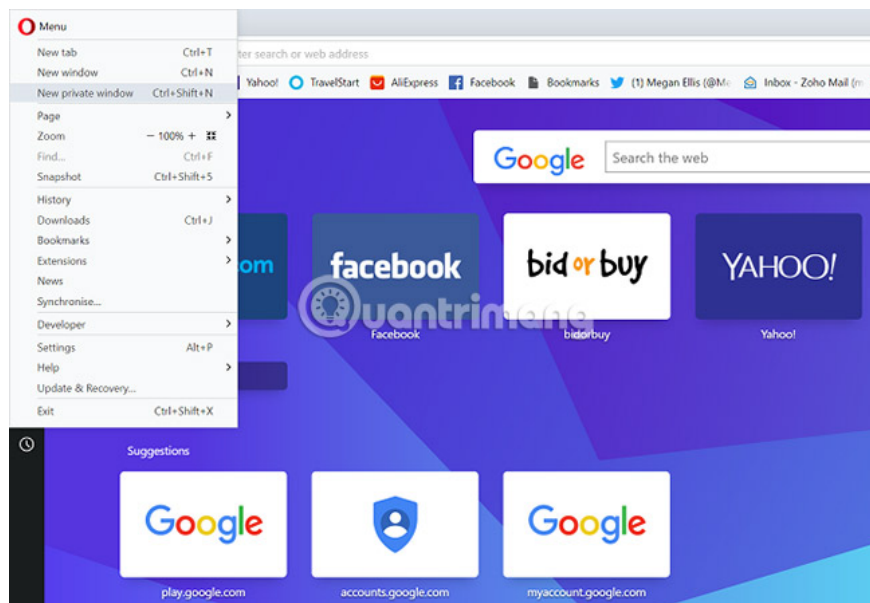 Menu
New tab Ctrl+T
New window Ctrl+N
New private window Ctrl+Shift+N
Page
Zoom − 100% +
Find... Ctrl+F
Snapshot Ctrl+Shift+5
History
Downloads Ctrl+J
Bookmarks
Extensions
News
Synchronise...
Developer
Settings Alt+P
Help
Update & Recovery...
Exit Ctrl+Shift+X
search or web address
Yahoo! TravelStart AliExpress Facebook Bookmarks (1) Megan Ellis Inbox - Zoho Mail
Google Search the web
facebook bid or buy YAHOO!
Quantrimang
Facebook bidorbuy Yahoo!
Suggestions
Google Google
play.google.com accounts.google.com myaccount.google.com